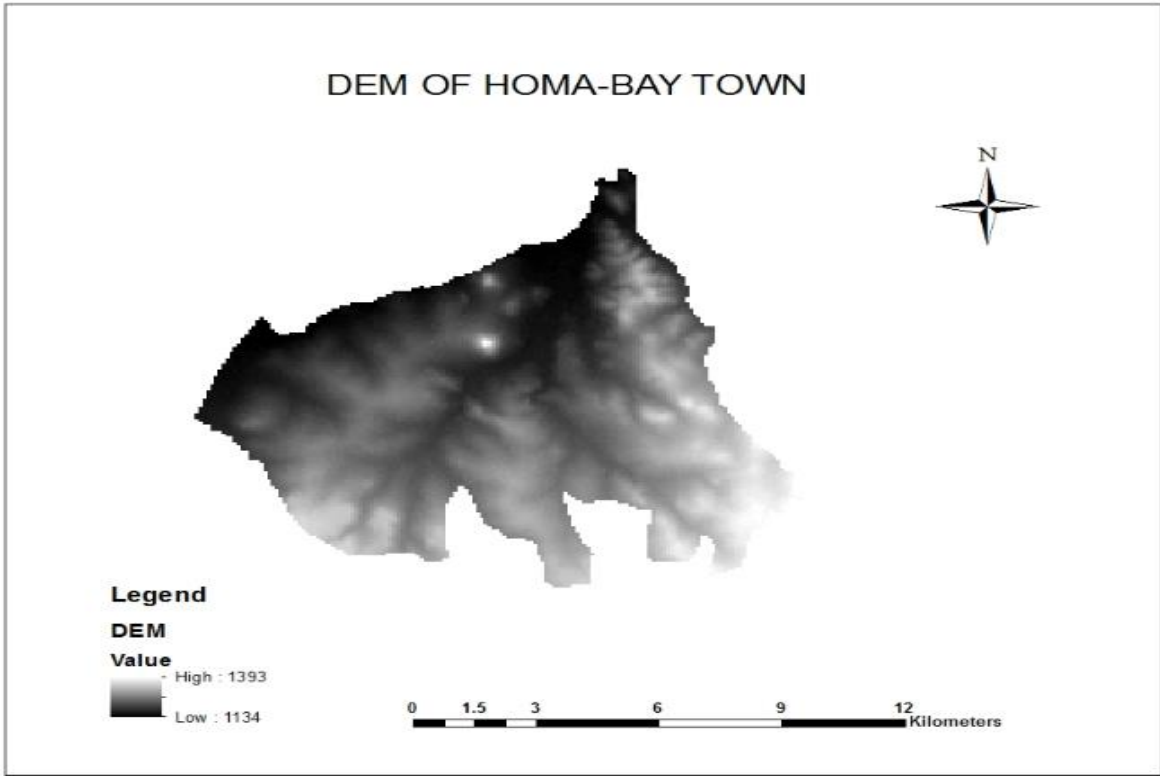 DEM OF HOMA-BAY TOWN
N
Legend
DEM
Value
High : 1393
Low : 1134
0 1.5 3 6 9 12
Kilometers